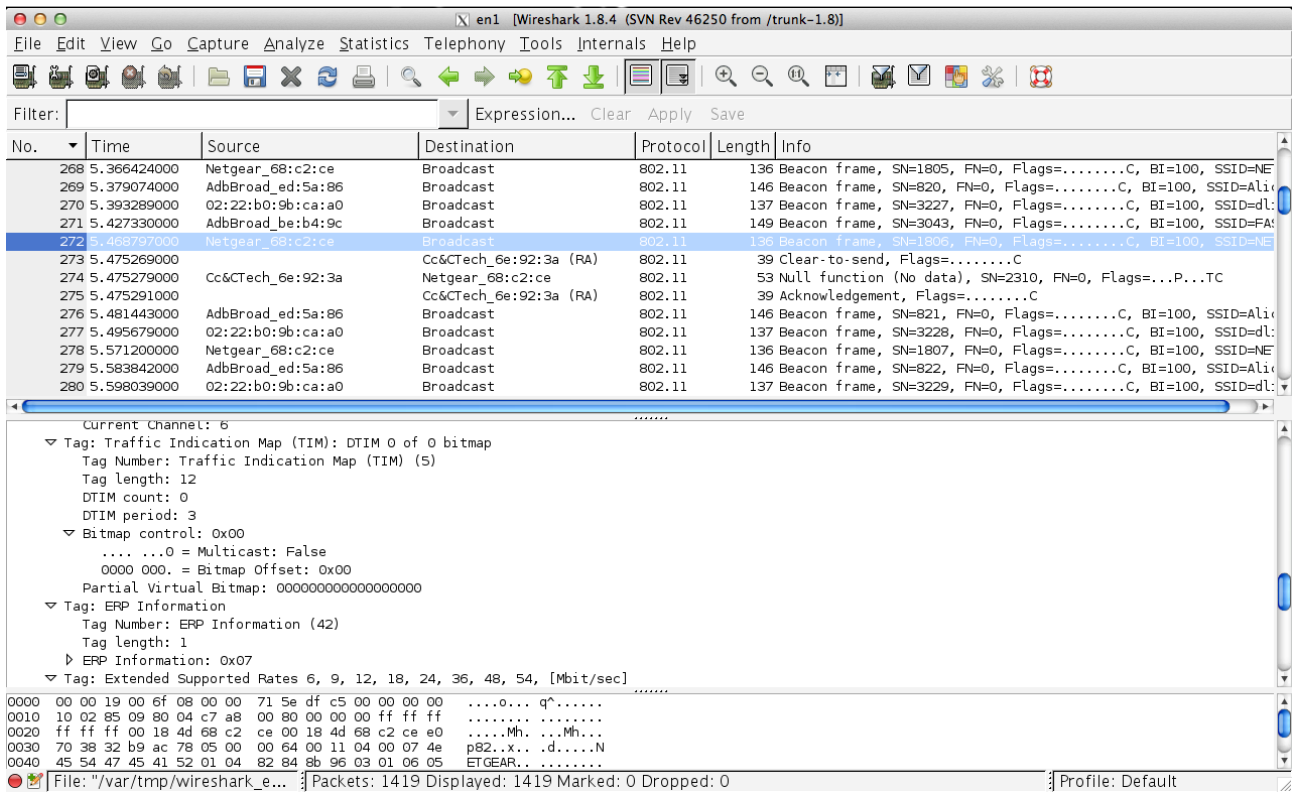 X en1 [Wireshark 1.8.4 (SVN Rev 46250 from /trunk-1.8)]
File Edit View Go Capture Analyze Statistics Telephony Tools Internals Help
Filter: Expression... Clear Apply Save
No. Time Source Destination Protocol Length Info
268 5.366424000 Netgear_68:c2:ce Broadcast 802.11 136 Beacon frame, SN=1805, FN=0, Flags=........C, BI=100, SSID=NE
269 5.379074000 AdbBroad_ed:5a:86 Broadcast 802.11 146 Beacon frame, SN=820, FN=0, Flags=........C, BI=100, SSID=Alic
270 5.393289000 02:22:b0:9b:ca:a0 Broadcast 802.11 137 Beacon frame, SN=3227, FN=0, Flags=........C, BI=100, SSID=dl
271 5.427330000 AdbBroad_be:b4:9c Broadcast 802.11 149 Beacon frame, SN=3043, FN=0, Flags=........C, BI=100, SSID=FAS
272 5.468797000 Netgear_68:c2:ce Broadcast 802.11 136 Beacon frame, SN=1806, FN=0, Flags=........C, BI=100, SSID=NE
273 5.475269000 Cc&CTech_6e:92:3a (RA) 802.11 39 Clear-to-send, Flags=........C
274 5.475279000 Cc&CTech_6e:92:3a Netgear_68:c2:ce 802.11 53 Null function (No data), SN=2310, FN=0, Flags=...P...TC
275 5.475291000 Cc&CTech_6e:92:3a (RA) 802.11 39 Acknowledgement, Flags=........C
276 5.481443000 AdbBroad_ed:5a:86 Broadcast 802.11 146 Beacon frame, SN=821, FN=0, Flags=........C, BI=100, SSID=Alic
277 5.495679000 02:22:b0:9b:ca:a0 Broadcast 802.11 137 Beacon frame, SN=3228, FN=0, Flags=........C, BI=100, SSID=dl
278 5.571200000 Netgear_68:c2:ce Broadcast 802.11 136 Beacon frame, SN=1807, FN=0, Flags=........C, BI=100, SSID=NE
279 5.583842000 AdbBroad_ed:5a:86 Broadcast 802.11 146 Beacon frame, SN=822, FN=0, Flags=........C, BI=100, SSID=Alic
280 5.598039000 02:22:b0:9b:ca:a0 Broadcast 802.11 137 Beacon frame, SN=3229, FN=0, Flags=........C, BI=100, SSID=dl
Current Channel: 6
Tag: Traffic Indication Map (TIM): DTIM 0 of 0 bitmap
Tag Number: Traffic Indication Map (TIM) (5)
Tag length: 12
DTIM count: 0
DTIM period: 3
Bitmap control: 0x00
.... ...0 = Multicast: False
0000 000. = Bitmap Offset: 0x00
Partial Virtual Bitmap: 000000000000000000
Tag: ERP Information
Tag Number: ERP Information (42)
Tag length: 1
ERP Information: 0x07
Tag: Extended Supported Rates 6, 9, 12, 18, 24, 36, 48, 54, [Mbit/sec]
0000 00 00 19 00 6f 08 00 00 71 5e df c5 00 00 00 00 ....o... q^......
0010 10 02 85 09 80 04 c7 a8 00 80 00 00 00 ff ff ff ........ ........
0020 ff ff ff 00 18 4d 68 c2 ce 00 18 4d 68 c2 ce e0 .....Mh. ...Mh...
0030 70 38 32 b9 ac 78 05 00 00 64 00 11 04 00 07 4e p82..x.. .d.....N
0040 45 54 47 45 41 52 01 04 82 84 8b 96 03 01 06 05 ETGEAR.. ........
File: "/var/tmp/wireshark_e... Packets: 1419 Displayed: 1419 Marked: 0 Dropped: 0 Profile: Default